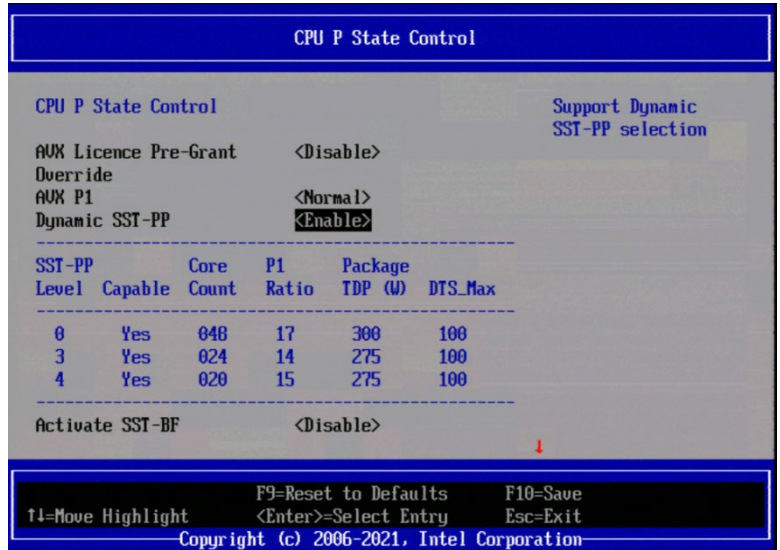 CPU P State Control
CPU P State Control
Support Dynamic
SST-PP selection
AVX Licence Pre-Grant <Disable>
Override
AVX P1 <Normal>
Dynamic SST-PP <Enable>
SST-PP Core P1 Package
Level Capable Count Ratio TDP (W) DTS_Max
0 Yes 048 17 300 100
3 Yes 024 14 275 100
4 Yes 020 15 275 100
Activate SST-BF <Disable>
↓
F9=Reset to Defaults F10=Save
↑↓=Move Highlight <Enter>=Select Entry Esc=Exit
Copyright (c) 2006-2021, Intel Corporation